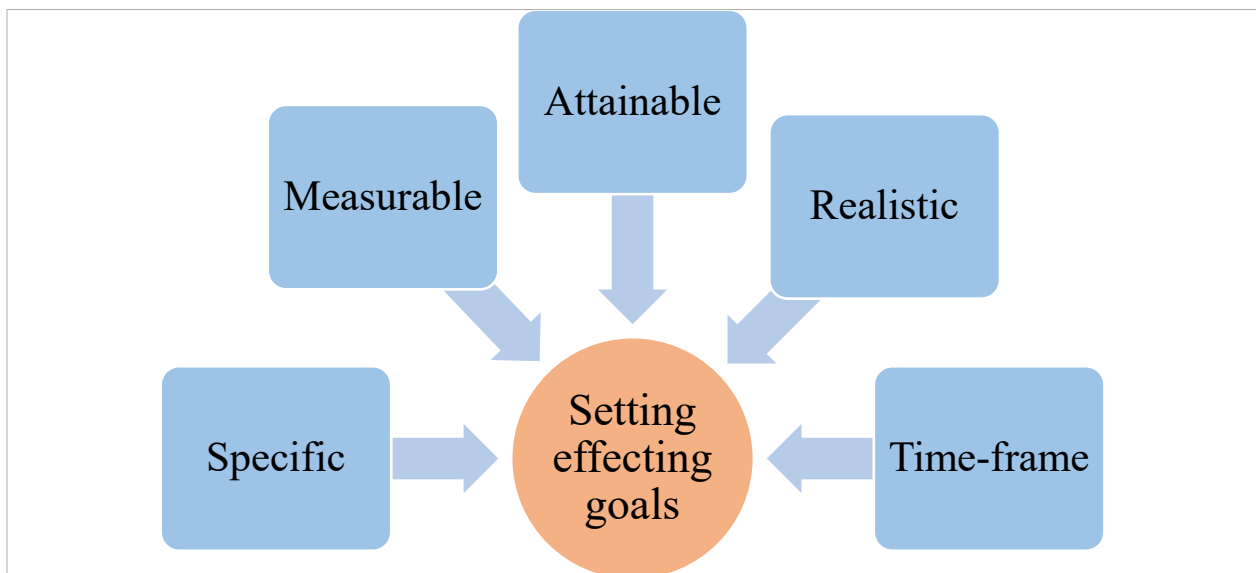 Attainable
Measurable
Realistic
Setting
effecting
goals
Specific
Time-frame